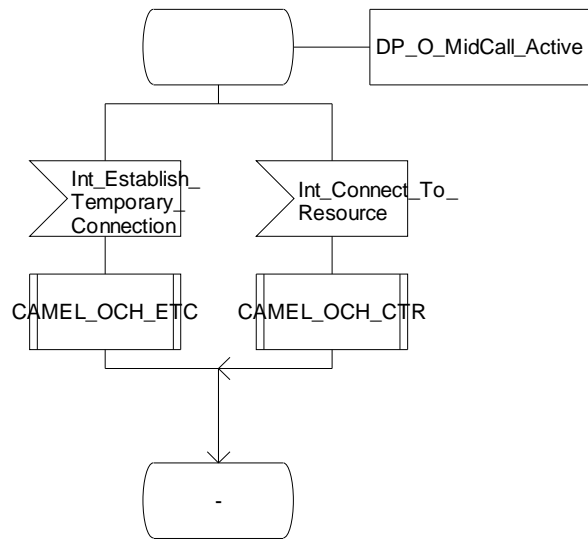 DP_O_MidCall_Active
Int_Establish_
Temporary_
Connection
Int_Connect_To_
Resource
CAMEL_OCH_ETC
CAMEL_OCH_CTR
-